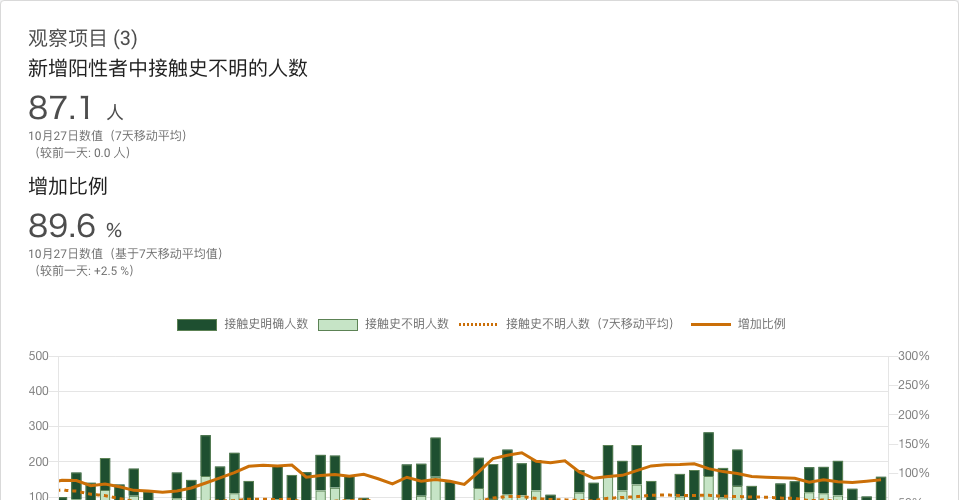 观察项目 (3)
新增阳性者中接触史不明的人数
87.1 人
10月27日数值（7天移动平均）
（较前一天: 0.0 人）
增加比例
89.6 %
10月27日数值（基于7天移动平均值）
（较前一天: +2.5 %）
接触史明确人数 接触史不明人数 接触史不明人数（7天移动平均） 增加比例
500 300%
400 250%
300 200%
200 150%
100 100%